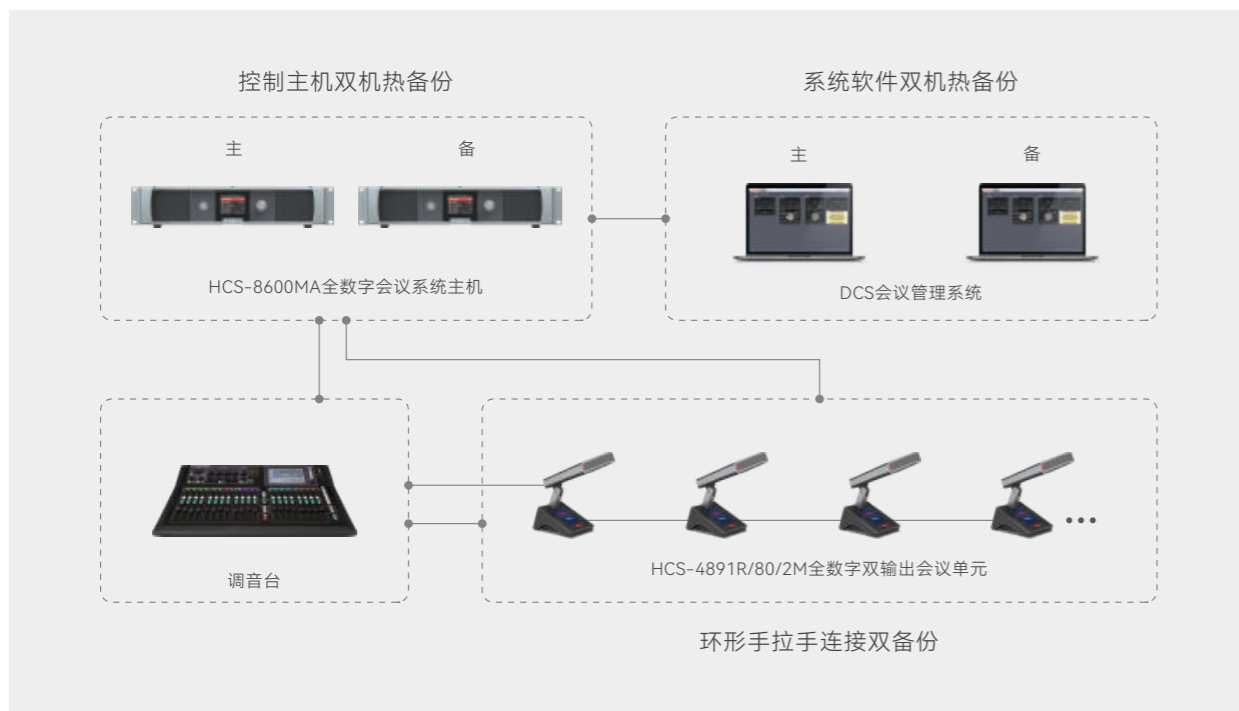 控制主机双机热备份
系统软件双机热备份
主
备
主
备
HCS-8600MA全数字会议系统主机
DCS会议管理系统
调音台
HCS-4891R/80/2M全数字双输出会议单元
环形手拉手连接双备份